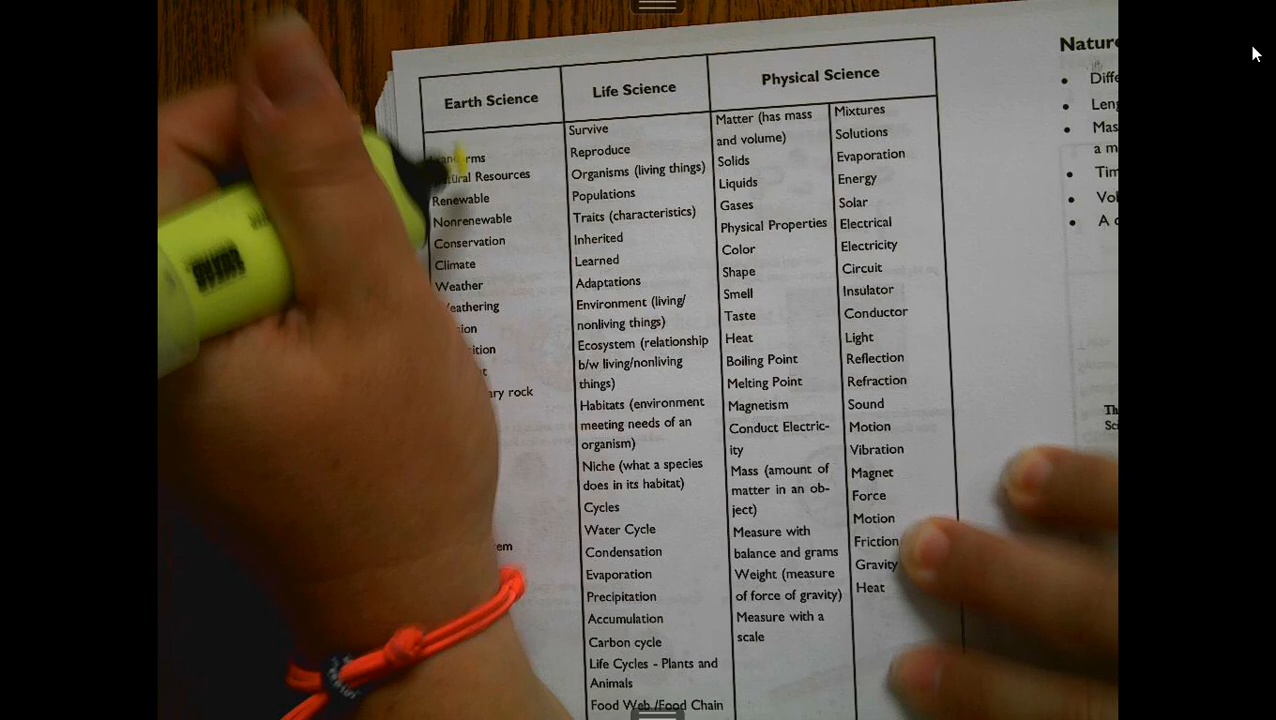 Earth Science
Natural Resources
Renewable
Nonrenewable
Conservation
Climate
Weather
Weathering
rock
Life Science
Survive
Reproduce
Organisms (living things)
Populations
Traits (characteristics)
Inherited
Learned
Adaptations
Environment (living/
nonliving things)
Ecosystem (relationship
b/w living/nonliving
things)
Habitats (environment
meeting needs of an
organism)
Niche (what a species
does in its habitat)
Cycles
Water Cycle
Condensation
Evaporation
Precipitation
Accumulation
Carbon cycle
Life Cycles - Plants and
Animals
Food Web /Food Chain
Physical Science
Matter (has mass
and volume)
Solids
Liquids
Gases
Physical Properties
Color
Shape
Smell
Taste
Heat
Boiling Point
Melting Point
Magnetism
Conduct Electric-
ity
Mass (amount of
matter in an ob-
ject)
Measure with
balance and grams
Weight (measure
of force of gravity)
Measure with a
scale
Mixtures
Solutions
Evaporation
Energy
Solar
Electrical
Electricity
Circuit
Insulator
Conductor
Light
Reflection
Refraction
Sound
Motion
Vibration
Magnet
Force
Motion
Friction
Gravity
Heat
Nature
a m
A